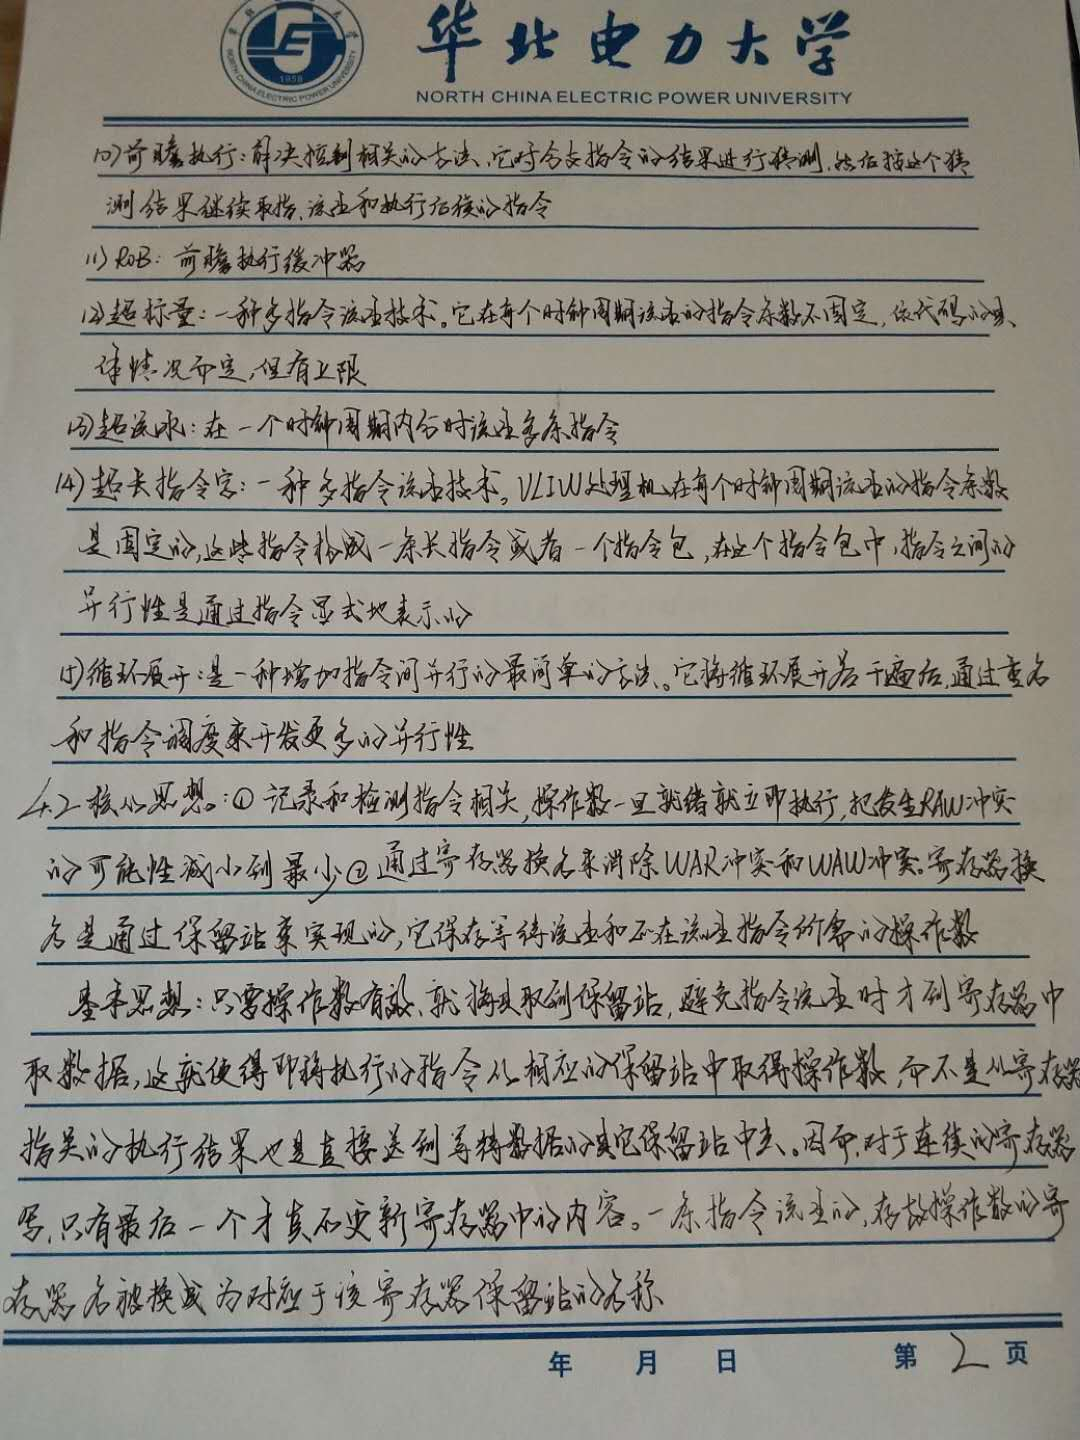 华北电力大学
NORTH CHINA ELECTRIC POWER UNIVERSITY
1958
NORTH CHINA ELECTRIC POWER UNIVERSITY
10)前瞻执行:解决控制相关的方法,它对分支指令的结果进行猜测,然后按这个猜
测结果继续取指、流出和执行后续的指令
11)ROB:前瞻执行缓冲器
12)超标量:一种多指令流出技术。它在每个时钟周期流出的指令条数不固定,依代码的具
体情况而定,但有上限
13)超流水:在一个时钟周期内分时流出多条指令
14)超长指令字:一种多指令流出技术。VLIW处理机在每个时钟周期流出的指令条数
是固定的,这些指令构成一条长指令或者一个指令包,在这个指令包中,指令之间的
并行性是通过指令显式地表示的
15)循环展开:是一种增加指令间并行的最简单的方法。它将循环展开若干遍后,通过重名
和指令调度来开发更多的并行性
4.2核心思想:①记录和检测指令相关,操作数一旦就绪就立即执行,把发生RAW冲突
的可能性减小到最少②通过寄存器换名来消除WAR冲突和WAW冲突。寄存器换
名是通过保留站来实现的,它保存等待流出和正在流出指令所需的操作数
基本思想:只要操作数有效,就将其取到保留站,避免指令流出时才到寄存器中
取数据,这就使得即将执行的指令从相应的保留站中取得操作数,而不是从寄存器
指令的执行结果也是直接送到等待数据的其它保留站中去。因而,对于连续的寄存器
写,只有最后一个才真正更新寄存器中的内容。一条指令流出的,存放操作数的寄
存器名被换成为对应于该寄存器保留站的名称
年 月 日 第 2 页